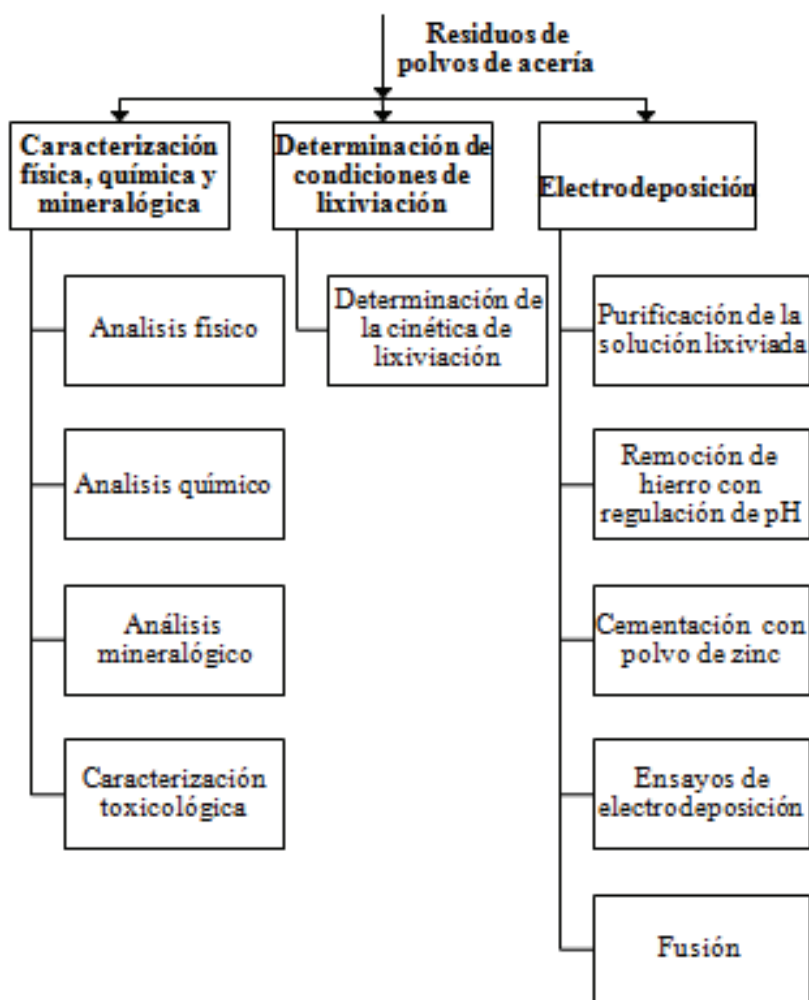 Residuos de
polvos de acería
Caracterización
física, química y
mineralógica
Determinación de
condiciones de
lixiviación
Electrodeposición
Analisis físico
Analisis químico
Análisis
mineralógico
Caracterización
toxicológica
Determinación de
la cinética de
lixiviación
Purificación de la
solución lixiviada
Remoción de
hierro con
regulación de pH
Cementación con
polvo de zinc
Ensayos de
electrodeposición
Fusión